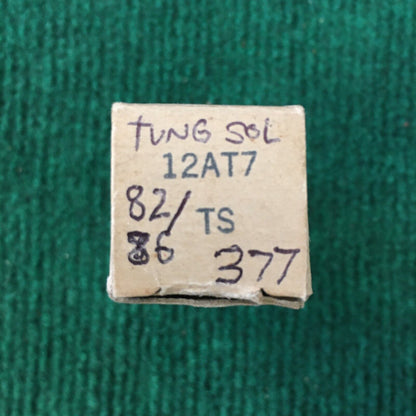 TUNG SOL
12AT7
82/ TS
86 377